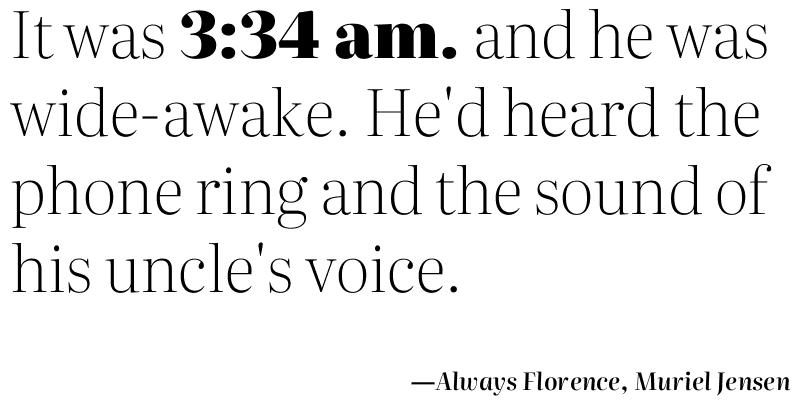 It was 3:34 am. and he was
wide-awake. He'd heard the
phone ring and the sound of
his uncle's voice.
—Always Florence, Muriel Jensen